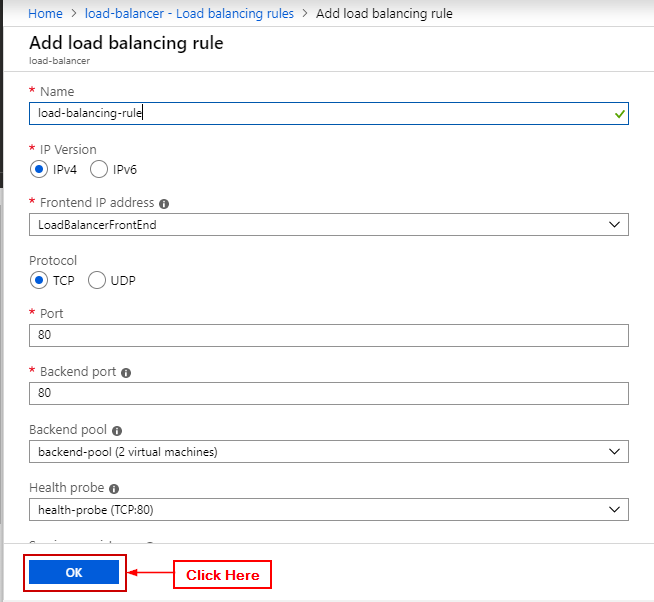 Home > load-balancer - Load balancing rules > Add load balancing rule
Add load balancing rule
load-balancer
* Name
load-balancing-rule
* IP Version
IPv4 IPv6
* Frontend IP address
LoadBalancerFrontEnd
Protocol
TCP UDP
* Port
80
* Backend port
80
Backend pool
backend-pool (2 virtual machines)
Health probe
health-probe (TCP:80)
OK
Click Here